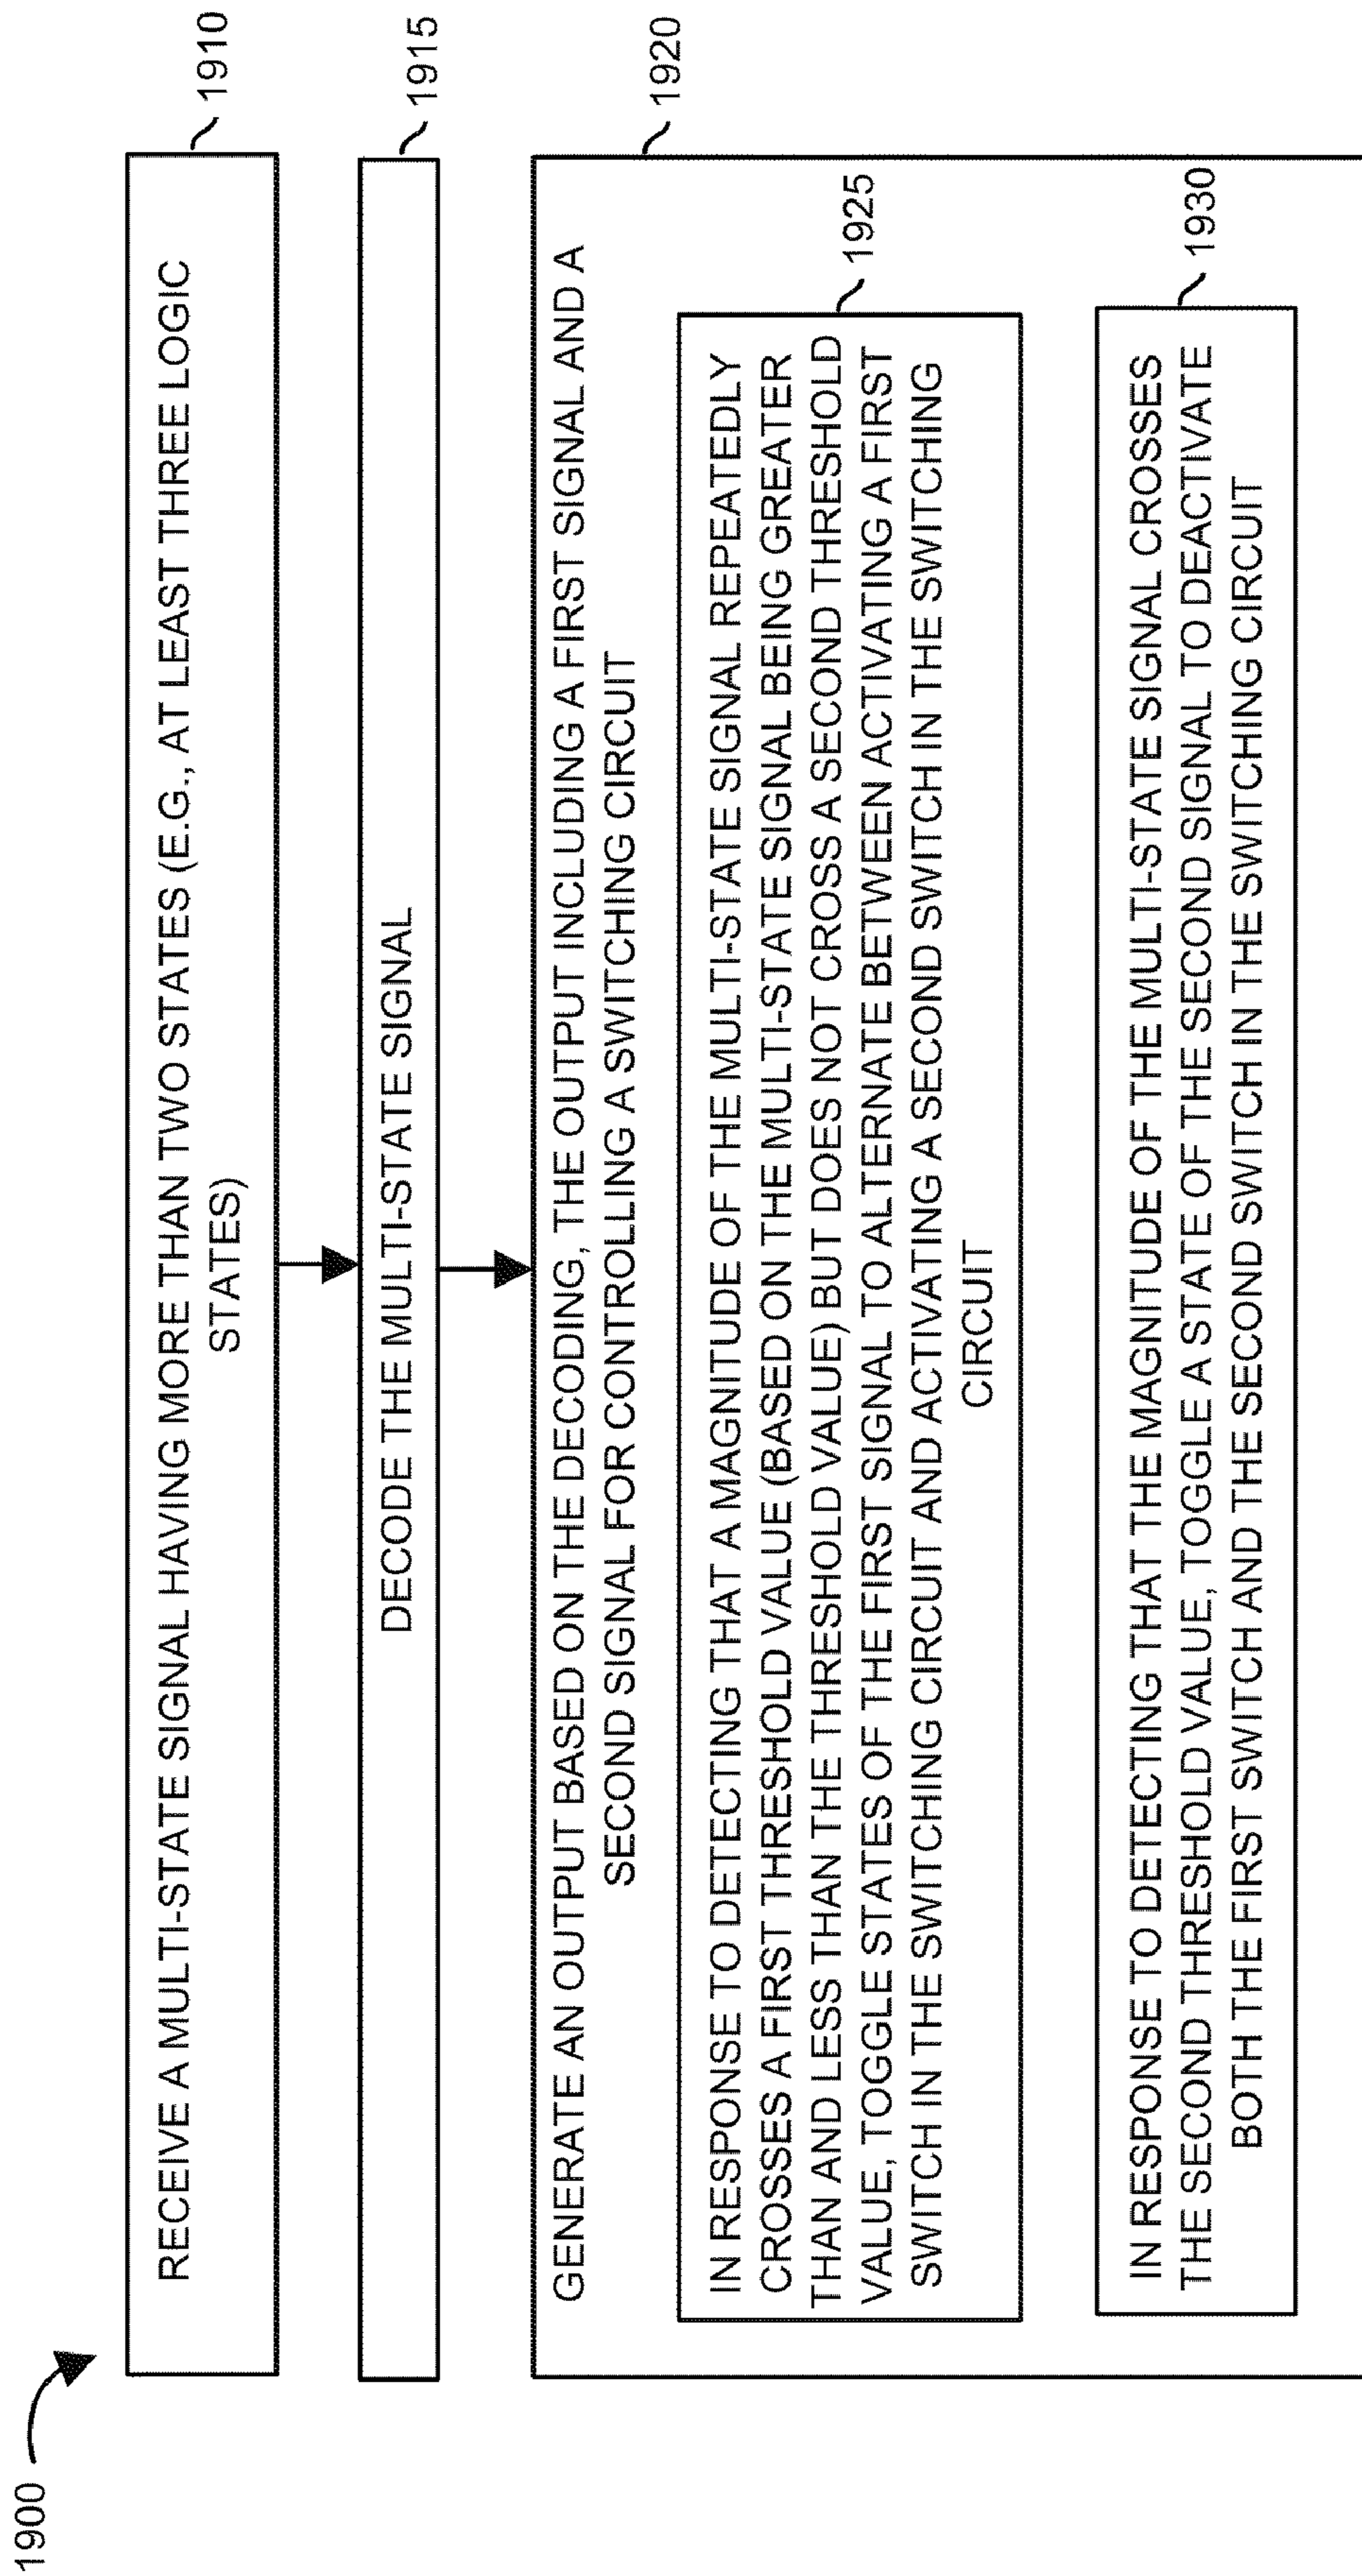 1900
RECEIVE A MULTI-STATE SIGNAL HAVING MORE THAN TWO STATES (E.G., AT LEAST THREE LOGIC
STATES)
1910
DECODE THE MULTI-STATE SIGNAL
1915
GENERATE AN OUTPUT BASED ON THE DECODING, THE OUTPUT INCLUDING A FIRST SIGNAL AND A
SECOND SIGNAL FOR CONTROLLING A SWITCHING CIRCUIT
1920
IN RESPONSE TO DETECTING THAT A MAGNITUDE OF THE MULTI-STATE SIGNAL REPEATEDLY
CROSSES A FIRST THRESHOLD VALUE (BASED ON THE MULTI-STATE SIGNAL BEING GREATER
THAN AND LESS THAN THE THRESHOLD VALUE) BUT DOES NOT CROSS A SECOND THRESHOLD
VALUE, TOGGLE STATES OF THE FIRST SIGNAL TO ALTERNATE BETWEEN ACTIVATING A FIRST
SWITCH IN THE SWITCHING CIRCUIT AND ACTIVATING A SECOND SWITCH IN THE SWITCHING
CIRCUIT
1925
IN RESPONSE TO DETECTING THAT THE MAGNITUDE OF THE MULTI-STATE SIGNAL CROSSES
THE SECOND THRESHOLD VALUE, TOGGLE A STATE OF THE SECOND SIGNAL TO DEACTIVATE
BOTH THE FIRST SWITCH AND THE SECOND SWITCH IN THE SWITCHING CIRCUIT
1930